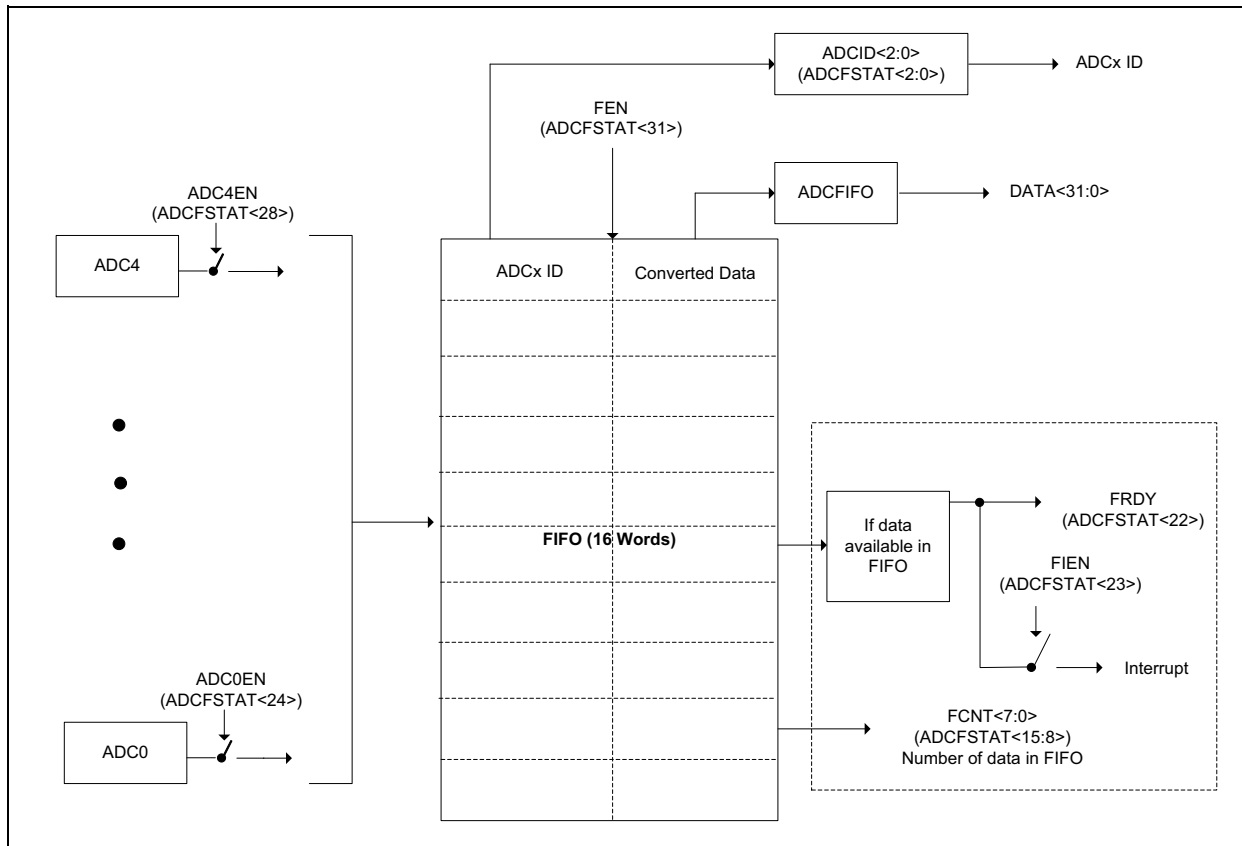 ADCID<2:0>
(ADCFSTAT<2:0>)
ADCx ID
FEN
(ADCFSTAT<31>)
ADCFIFO
DATA<31:0>
ADC4EN
(ADCFSTAT<28>)
ADC4
ADCx ID
Converted Data
FIFO (16 Words)
If data
available in
FIFO
FRDY
(ADCFSTAT<22>)
FIEN
(ADCFSTAT<23>)
Interrupt
ADC0EN
(ADCFSTAT<24>)
ADC0
FCNT<7:0>
(ADCFSTAT<15:8>)
Number of data in FIFO